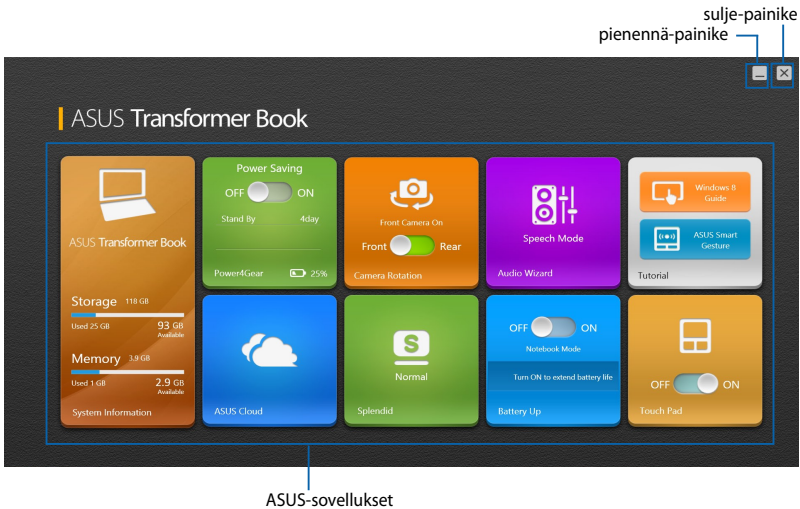 sulje-painike
pienennä-painike
ASUS Transformer Book
ASUS Transformer Book
Storage 118 GB
Used 25 GB 93 GB
Available
Memory 3.9 GB
Used 1 GB 2.9 GB
Available
System Information
Power Saving
OFF ON
Stand By 4day
Power4Gear 25%
Front Camera On
Front Rear
Camera Rotation
Speech Mode
Audio Wizard
Windows 8
Guide
ASUS Smart
Gesture
Tutorial
ASUS Cloud
S
Normal
Splendid
OFF ON
Notebook Mode
Turn ON to extend battery life
Battery Up
OFF ON
Touch Pad
ASUS-sovellukset